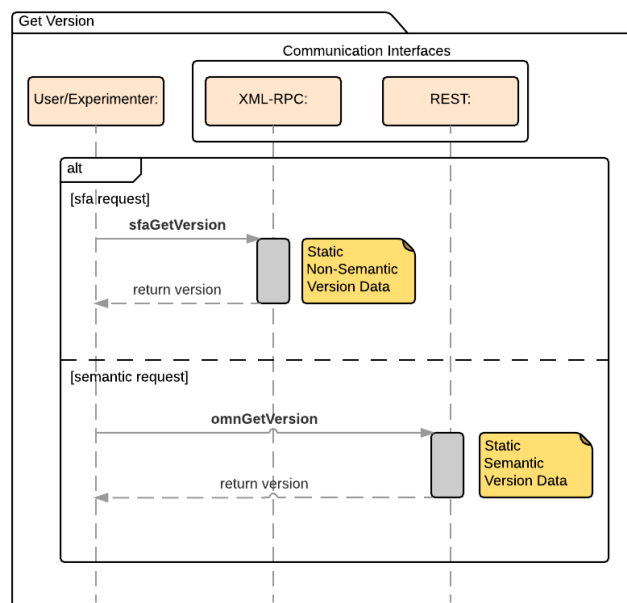 Get Version
Communication Interfaces
User/Experimenter:
XML-RPC:
REST:
alt
[sfa request]
sfaGetVersion
Static
Non-Semantic
Version Data
return version
[semantic request]
omnGetVersion
Static
Semantic
Version Data
return version